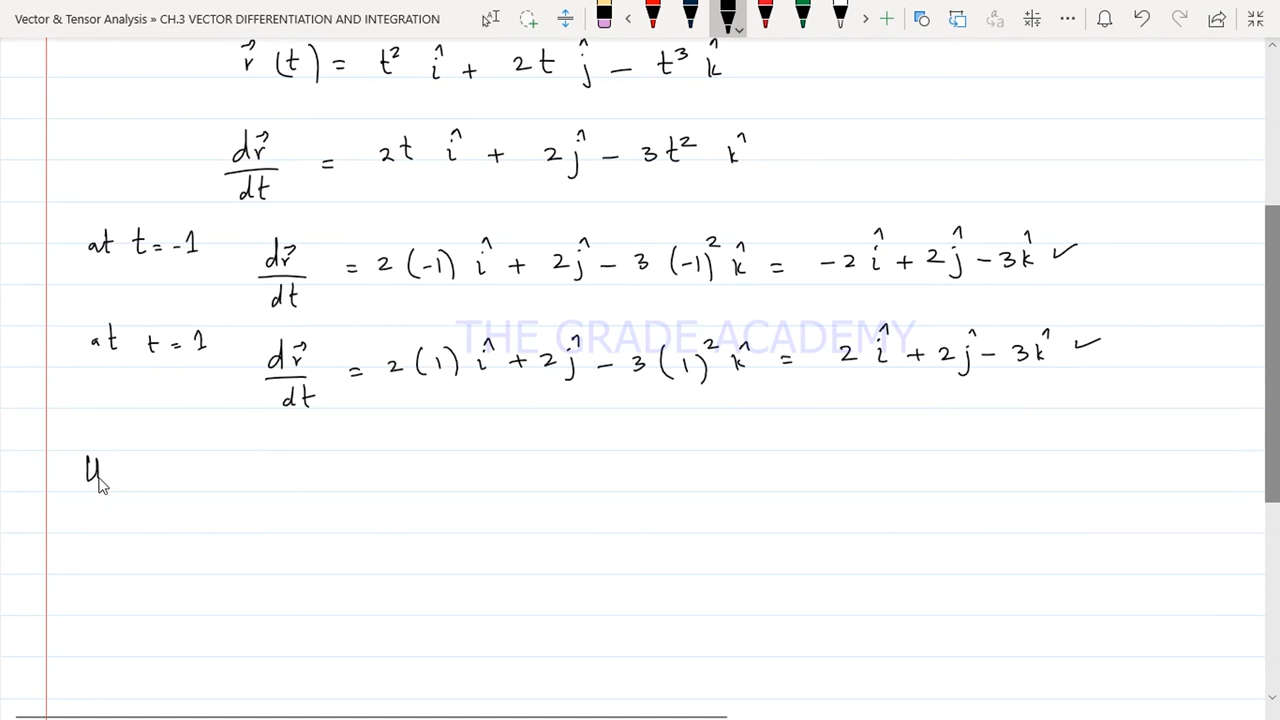 Vector & Tensor Analysis » CH.3 VECTOR DIFFERENTIATION AND INTEGRATION
r⃗ (t) = t² î + 2t ĵ − t³ k̂
dr⃗/dt = 2t î + 2ĵ − 3t² k̂
at t = -1 dr⃗/dt = 2 (-1) î + 2ĵ − 3 (-1)² k̂ = −2 î + 2ĵ − 3k̂ ✓
THE GRADE ACADEMY
at t = 1 dr⃗/dt = 2 (1) î + 2ĵ − 3 (1)² k̂ = 2 î + 2ĵ − 3k̂ ✓